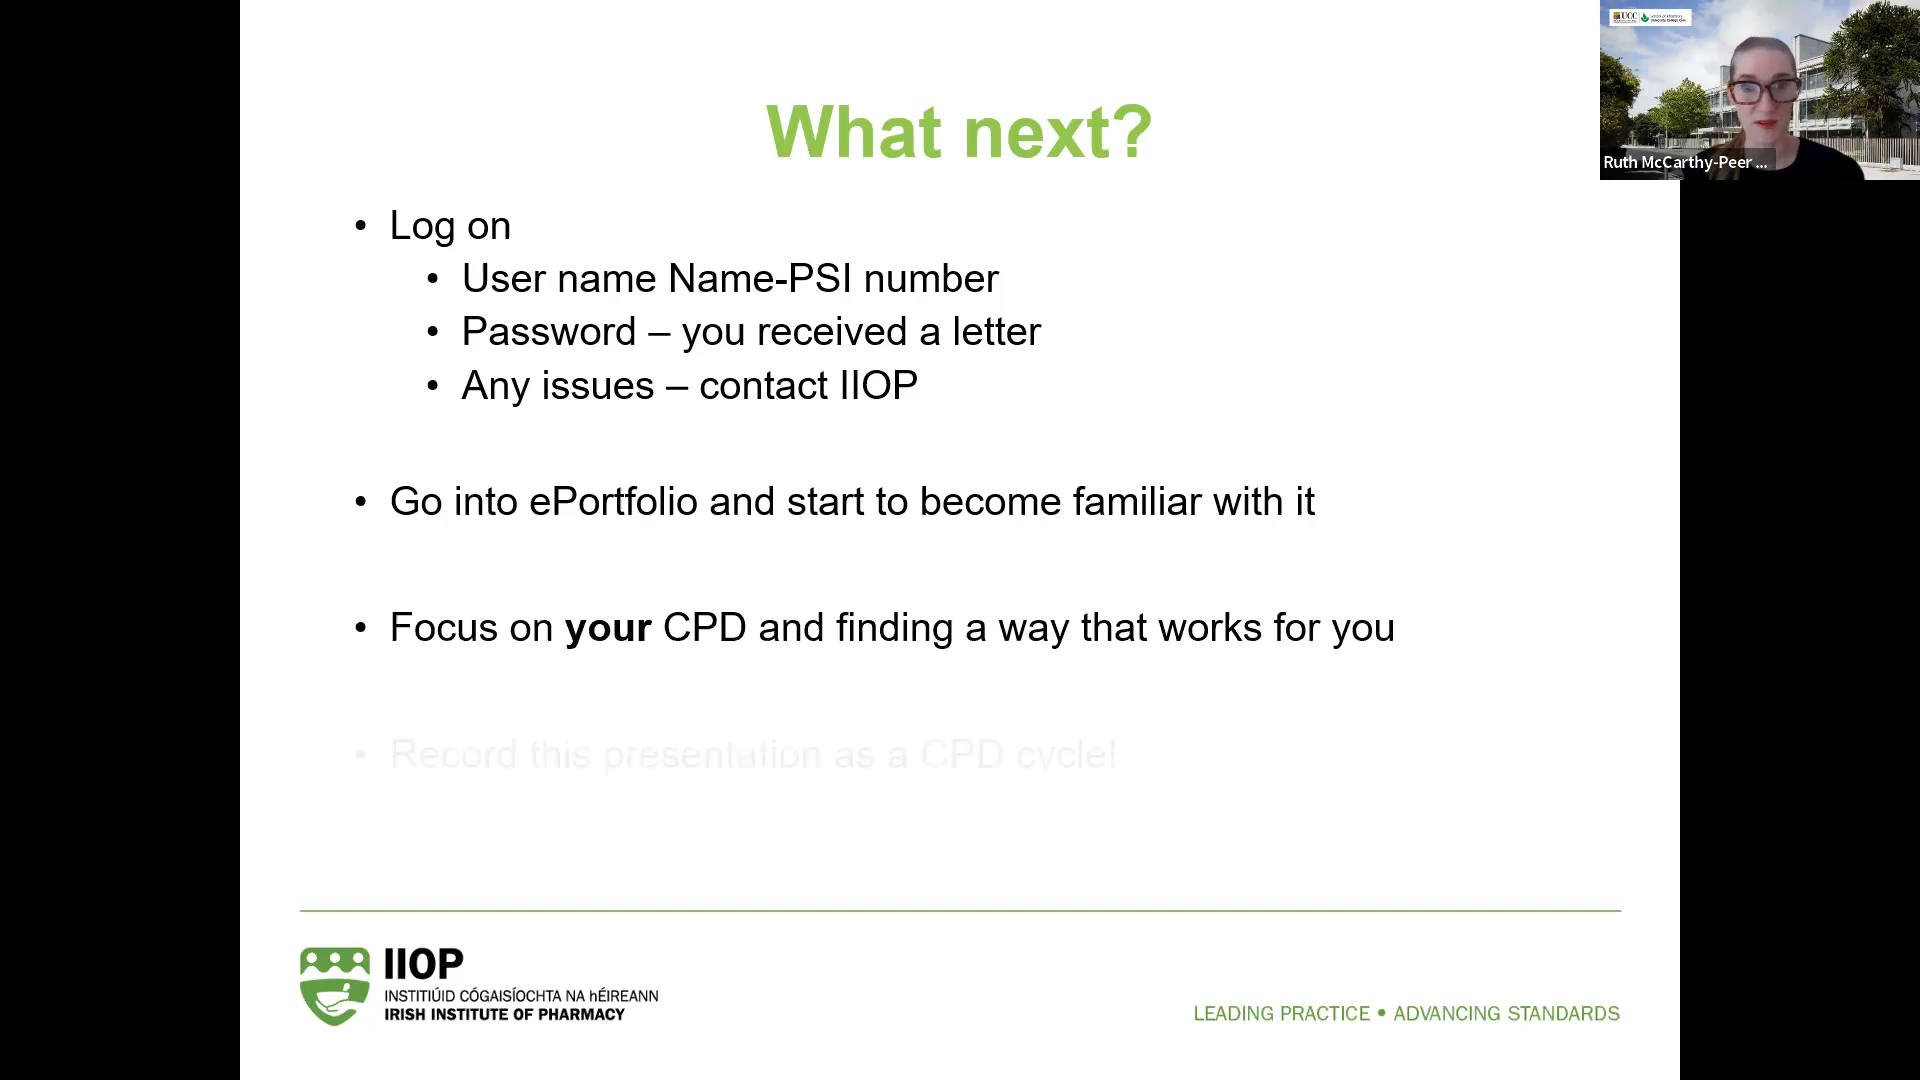 What next?
• Log on
• User name Name-PSI number
• Password – you received a letter
• Any issues – contact IIOP
• Go into ePortfolio and start to become familiar with it
• Focus on your CPD and finding a way that works for you
• Record this presentation as a CPD cycle!
IIOP
INSTITIÚID CÓGAISÍOCHTA NA hÉIREANN
IRISH INSTITUTE OF PHARMACY
LEADING PRACTICE • ADVANCING STANDARDS
UCC
Ruth McCarthy-Peer ...